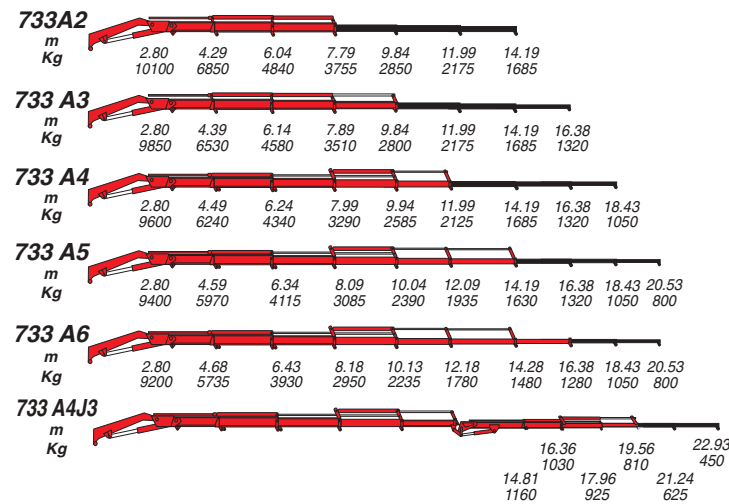 733A2
m 2.80 4.29 6.04 7.79 9.84 11.99 14.19
Kg 10100 6850 4840 3755 2850 2175 1685
733 A3
m 2.80 4.39 6.14 7.89 9.84 11.99 14.19 16.38
Kg 9850 6530 4580 3510 2800 2175 1685 1320
733 A4
m 2.80 4.49 6.24 7.99 9.94 11.99 14.19 16.38 18.43
Kg 9600 6240 4340 3290 2585 2125 1685 1320 1050
733 A5
m 2.80 4.59 6.34 8.09 10.04 12.09 14.19 16.38 18.43 20.53
Kg 9400 5970 4115 3085 2390 1935 1630 1320 1050 800
733 A6
m 2.80 4.68 6.43 8.18 10.13 12.18 14.28 16.38 18.43 20.53
Kg 9200 5735 3930 2950 2235 1780 1480 1280 1050 800
733 A4J3
m 16.36 19.56 22.93
Kg 1030 810 450
14.81 17.96 21.24
1160 925 625